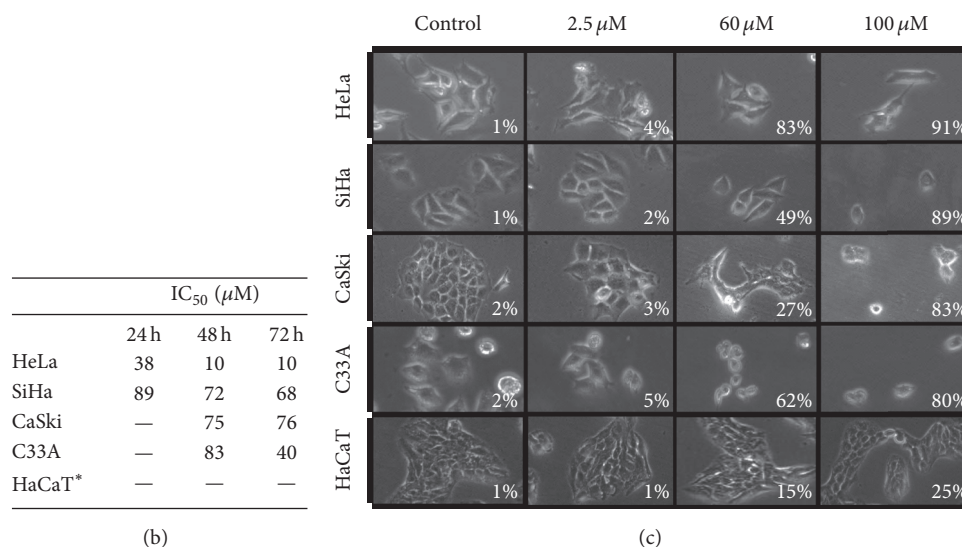 IC50 (μM)
24 h 48 h 72 h
HeLa 38 10 10
SiHa 89 72 68
CaSki — 75 76
C33A — 83 40
HaCaT* — — —
(b)
Control 2.5 μM 60 μM 100 μM
HeLa 1% 4% 83% 91%
SiHa 1% 2% 49% 89%
CaSki 2% 3% 27% 83%
C33A 2% 5% 62% 80%
HaCaT 1% 1% 15% 25%
(c)